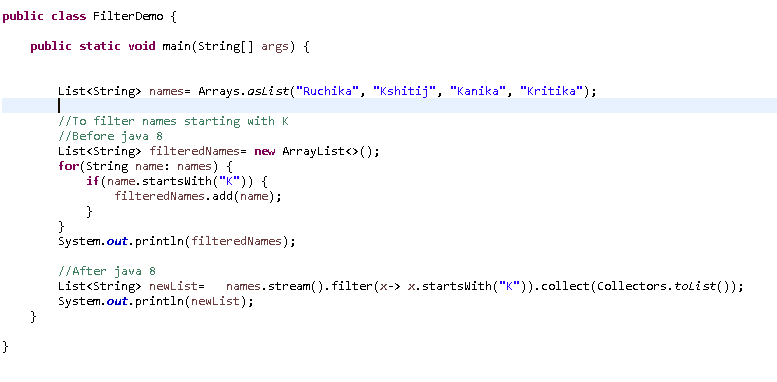 public class FilterDemo {
public static void main(String[] args) {
List<String> names= Arrays.asList("Ruchika", "Kshitij", "Kanika", "Kritika");
//To filter names starting with K
//Before java 8
List<String> filteredNames= new ArrayList<>();
for(String name: names) {
if(name.startsWith("K")) {
filteredNames.add(name);
}
}
System.out.println(filteredNames);
//After java 8
List<String> newList=   names.stream().filter(x-> x.startsWith("K")).collect(Collectors.toList());
System.out.println(newList);
}
}